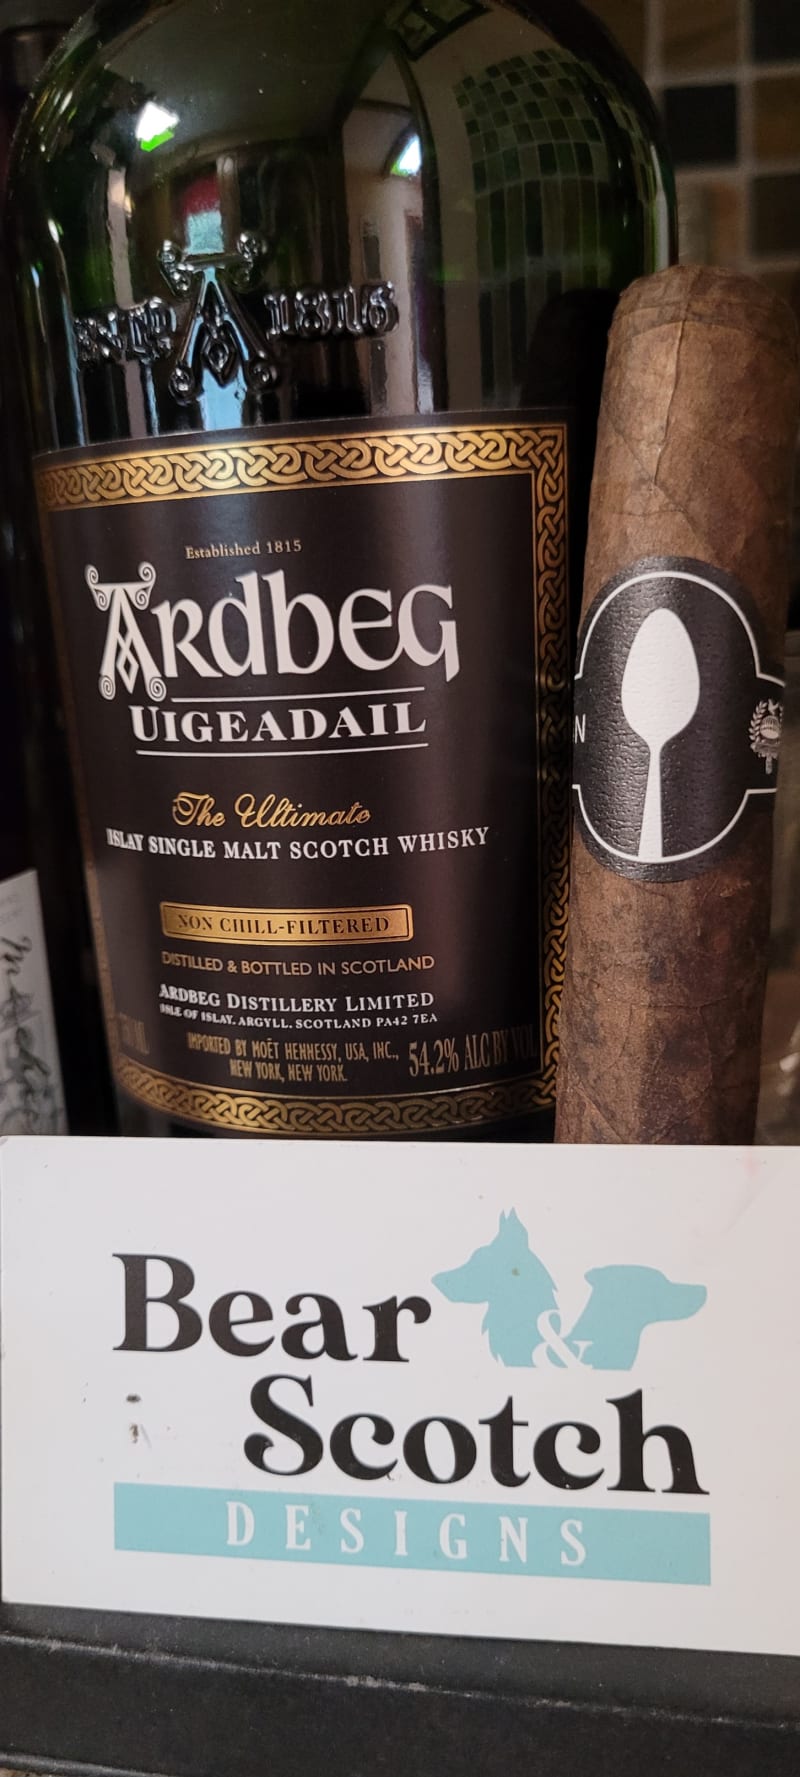 1815
Established 1815
ARDBEG
UIGEADAIL
The Ultimate
ISLAY SINGLE MALT SCOTCH WHISKY
NON CHILL-FILTERED
DISTILLED & BOTTLED IN SCOTLAND
ARDBEG DISTILLERY LIMITED
ISLE OF ISLAY, ARGYLL, SCOTLAND PA42 7EA
IMPORTED BY MOËT HENNESSY, USA, INC.,
NEW YORK, NEW YORK.
54.2% ALC BY VOL
N
Bear
&
Scotch
DESIGNS